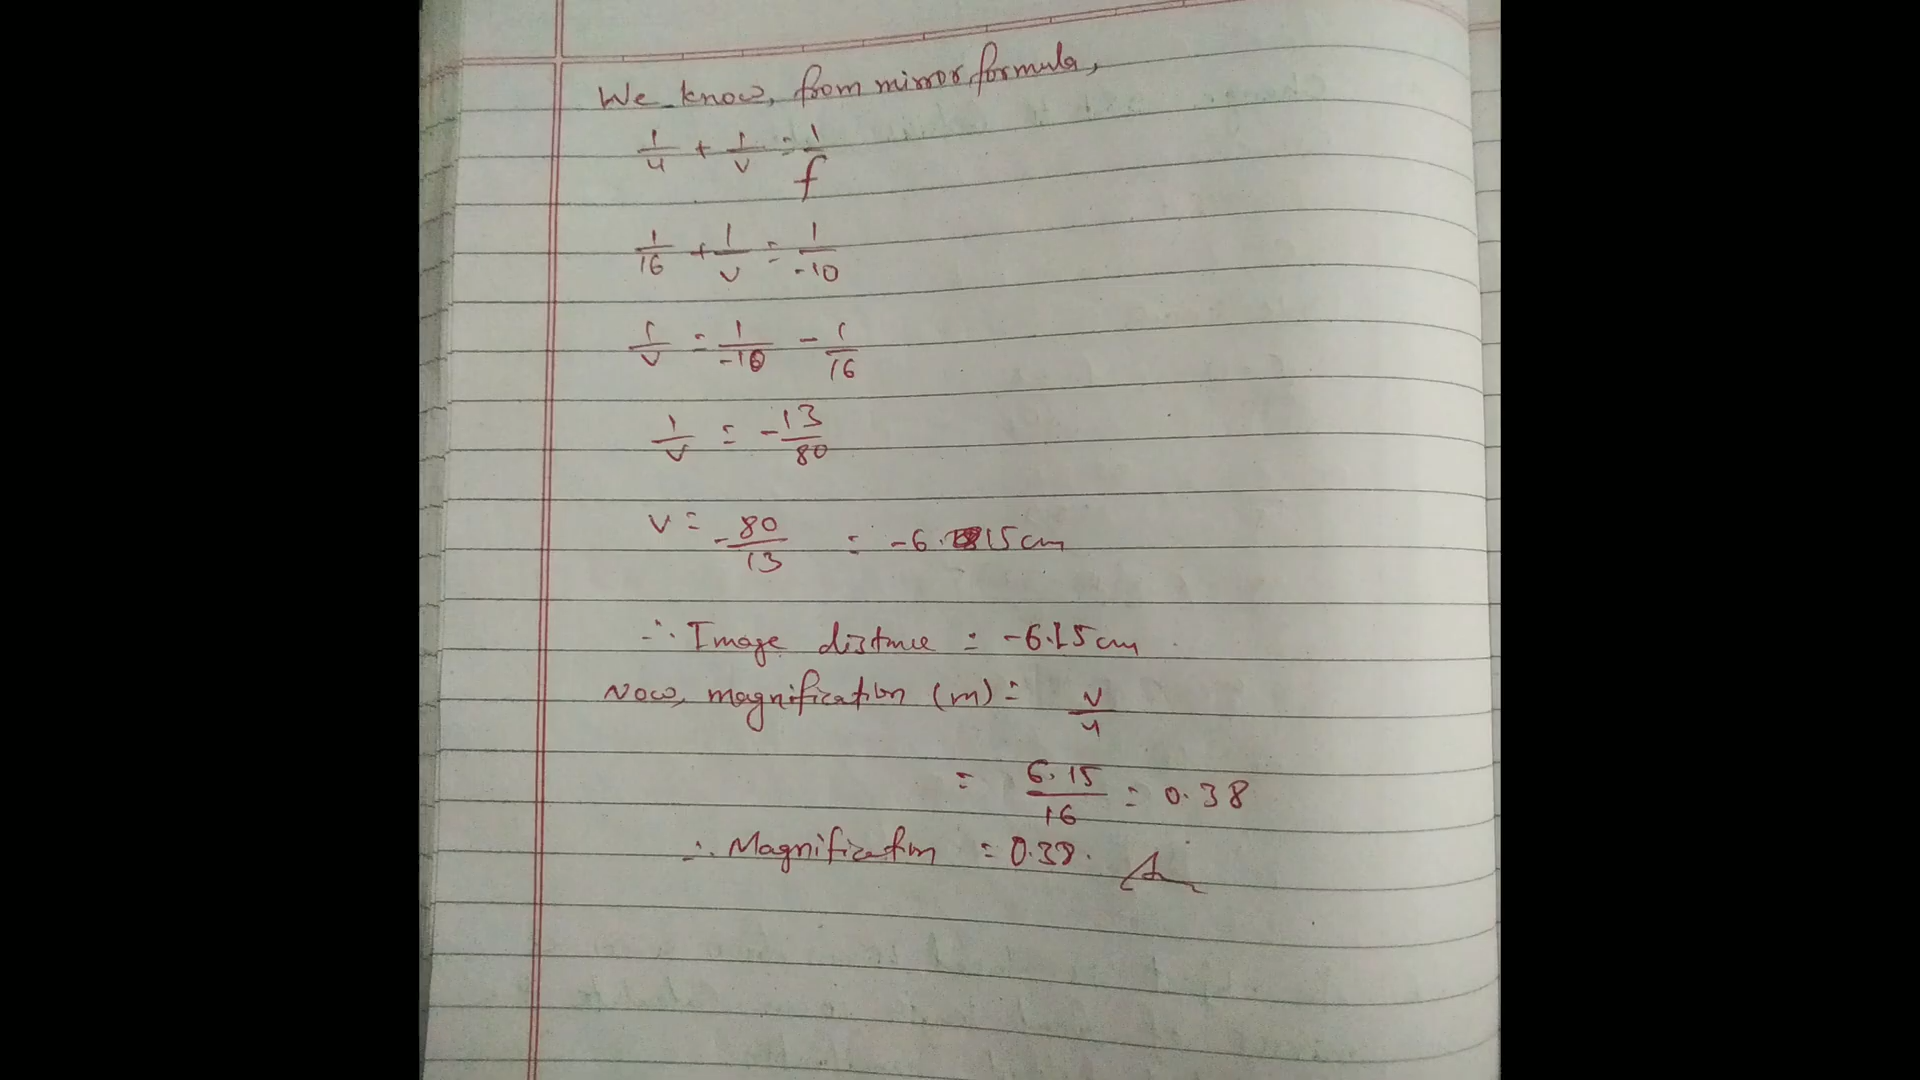 We know, from mirror formula,
1/u + 1/v = 1/f
1/16 + 1/v = 1/-10
1/v = 1/-10 - 1/16
1/v = -13/80
v = -80/13 = -6.15cm
∴ Image distance = -6.15cm
Now, magnification (m) = v/u
= 6.15/16 = 0.38
∴ Magnification = 0.38.